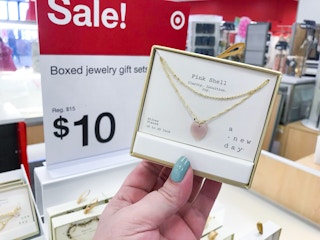 Sale!
Boxed jewelry gift sets
Reg. $15
$10
Pink Shell
a
new
day